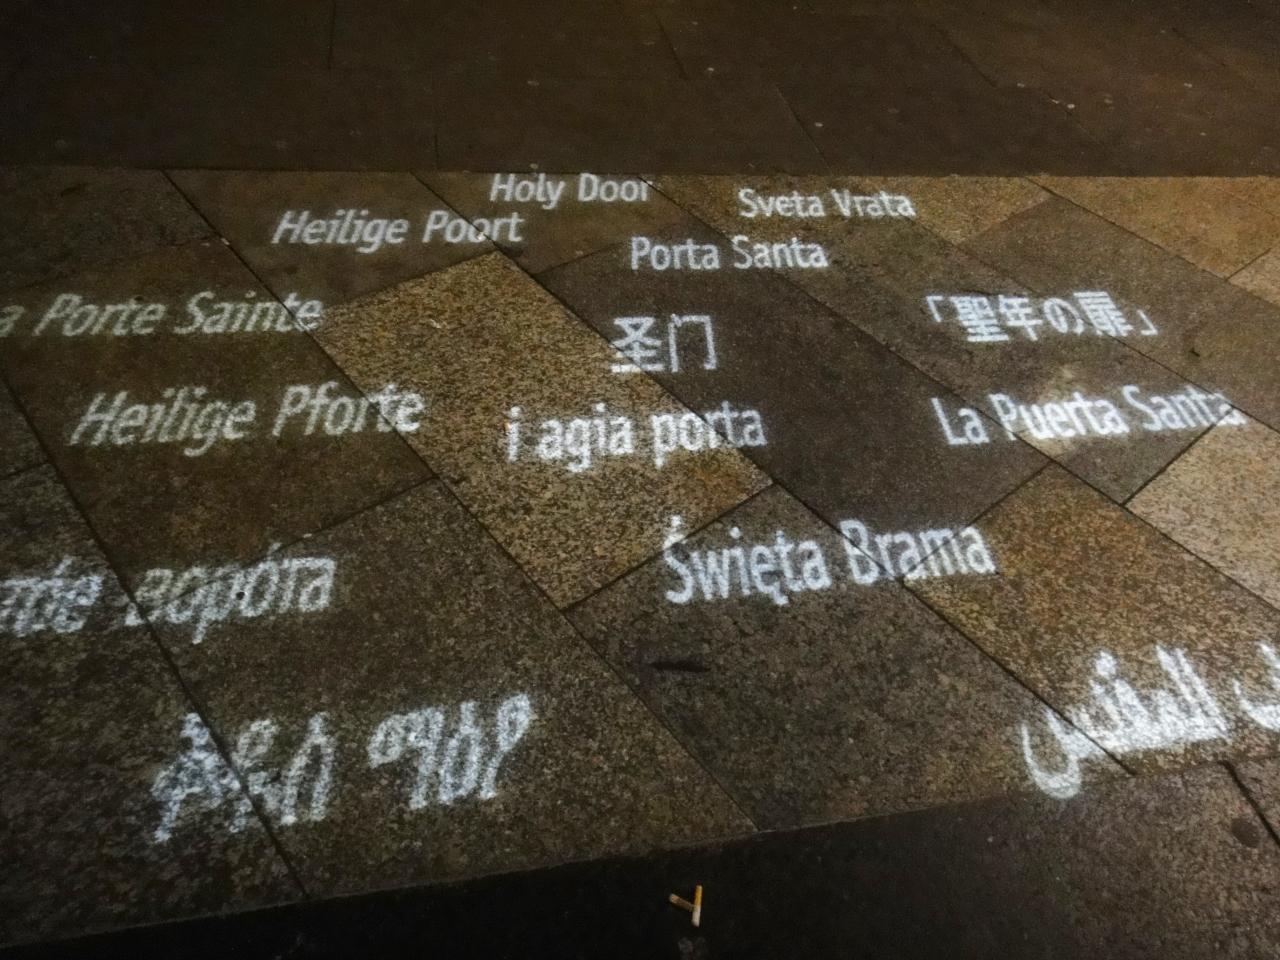 Holy Door
Sveta Vrata
Heilige Poort
Porta Santa
Porte Sainte
圣门
「聖年の扉」
Heilige Pforte
i agia porta
La Puerta Santa
Święta Brama
المقدس